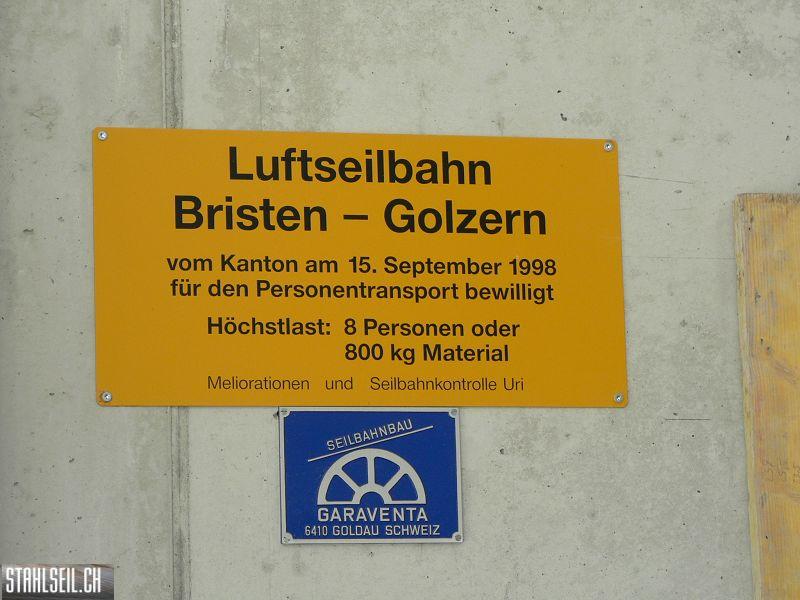 Luftseilbahn
Bristen – Golzern
vom Kanton am 15. September 1998
für den Personentransport bewilligt
Höchstlast: 8 Personen oder
800 kg Material
Meliorationen und Seilbahnkontrolle Uri
SEILBAHNBAU
GARAVENTA
6410 GOLDAU SCHWEIZ
STAHLSEIL.CH